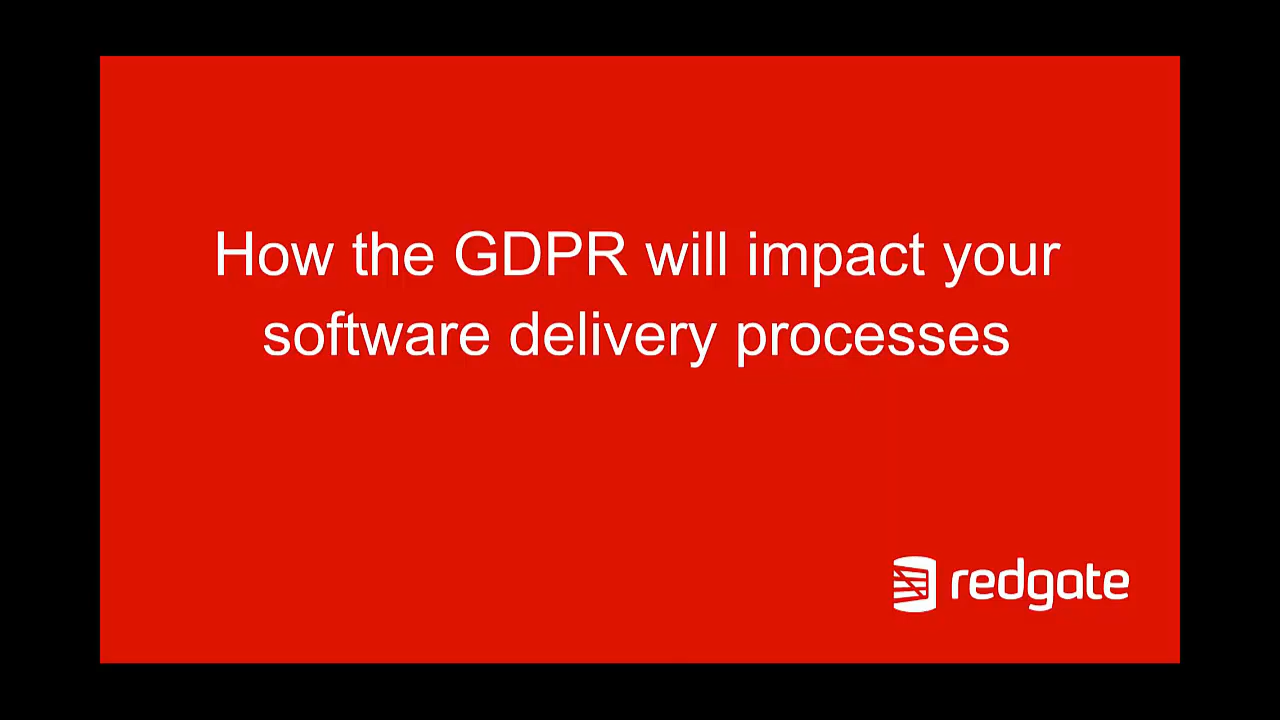 How the GDPR will impact your
software delivery processes
redgate